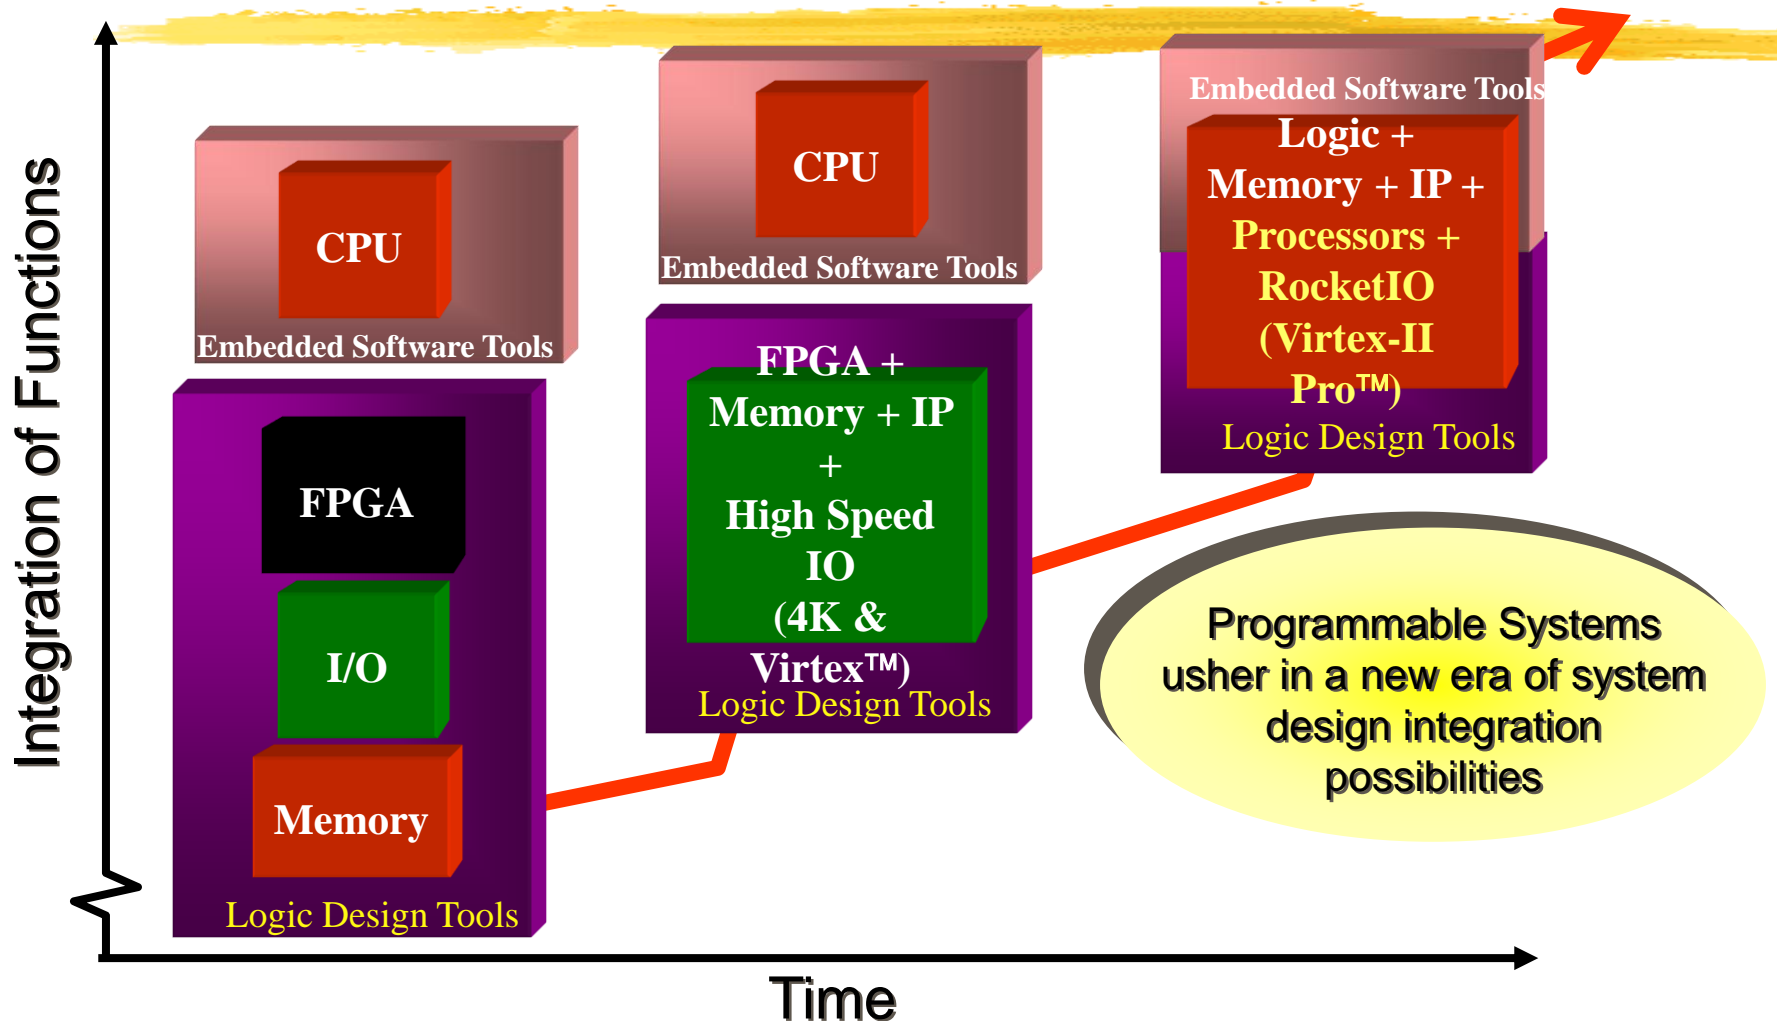 Integration of Functions
CPU
Embedded Software Tools
FPGA
I/O
Memory
Logic Design Tools
CPU
Embedded Software Tools
FPGA +
Memory + IP
+
High Speed
IO
(4K &
Virtex™)
Logic Design Tools
Embedded Software Tools
Logic +
Memory + IP +
Processors +
RocketIO
(Virtex-II
Pro™)
Logic Design Tools
Programmable Systems
usher in a new era of system
design integration
possibilities
Time